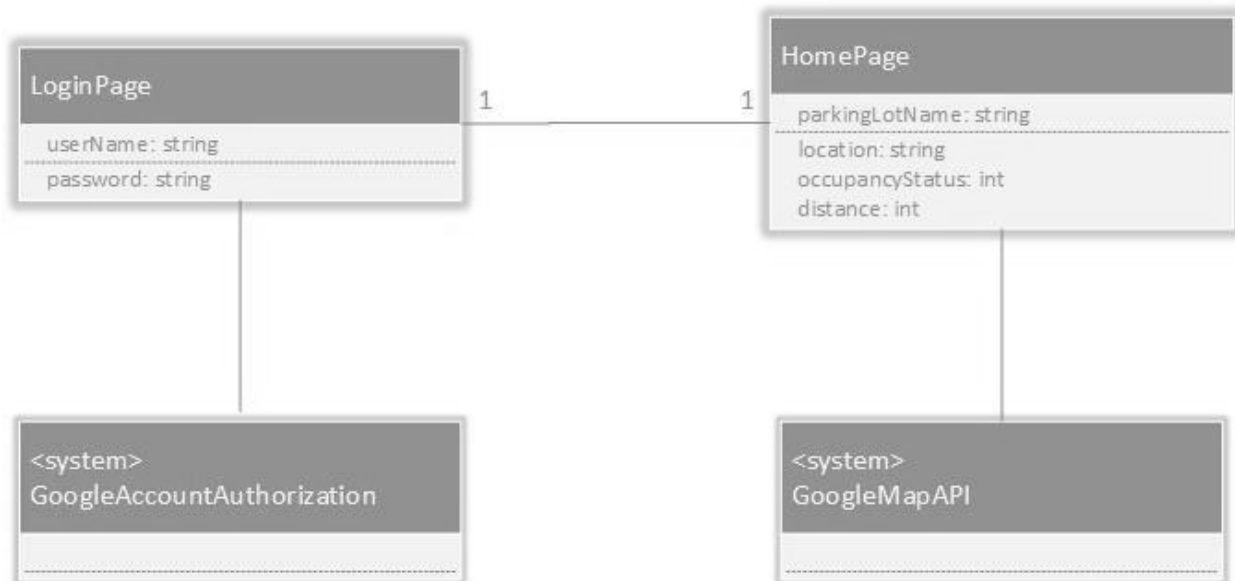 LoginPage
userName: string
password: string
1
1
HomePage
parkingLotName: string
location: string
occupancyStatus: int
distance: int
<system>
GoogleAccountAuthorization
<system>
GoogleMapAPI